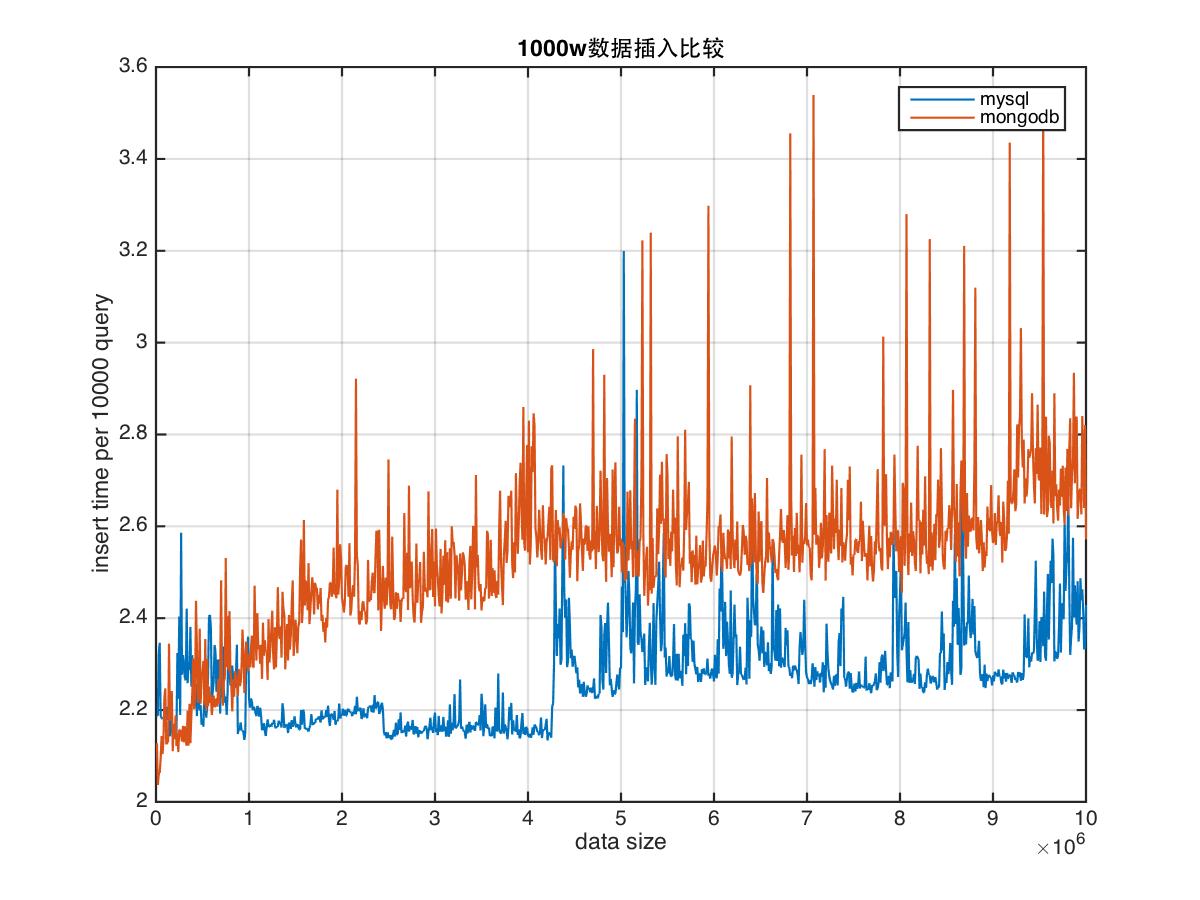 1000w数据插入比较
3.6
3.4
3.2
3
2.8
2.6
2.4
2.2
2
insert time per 10000 query
mysql
mongodb
0 1 2 3 4 5 6 7 8 9 10
data size
×10⁶